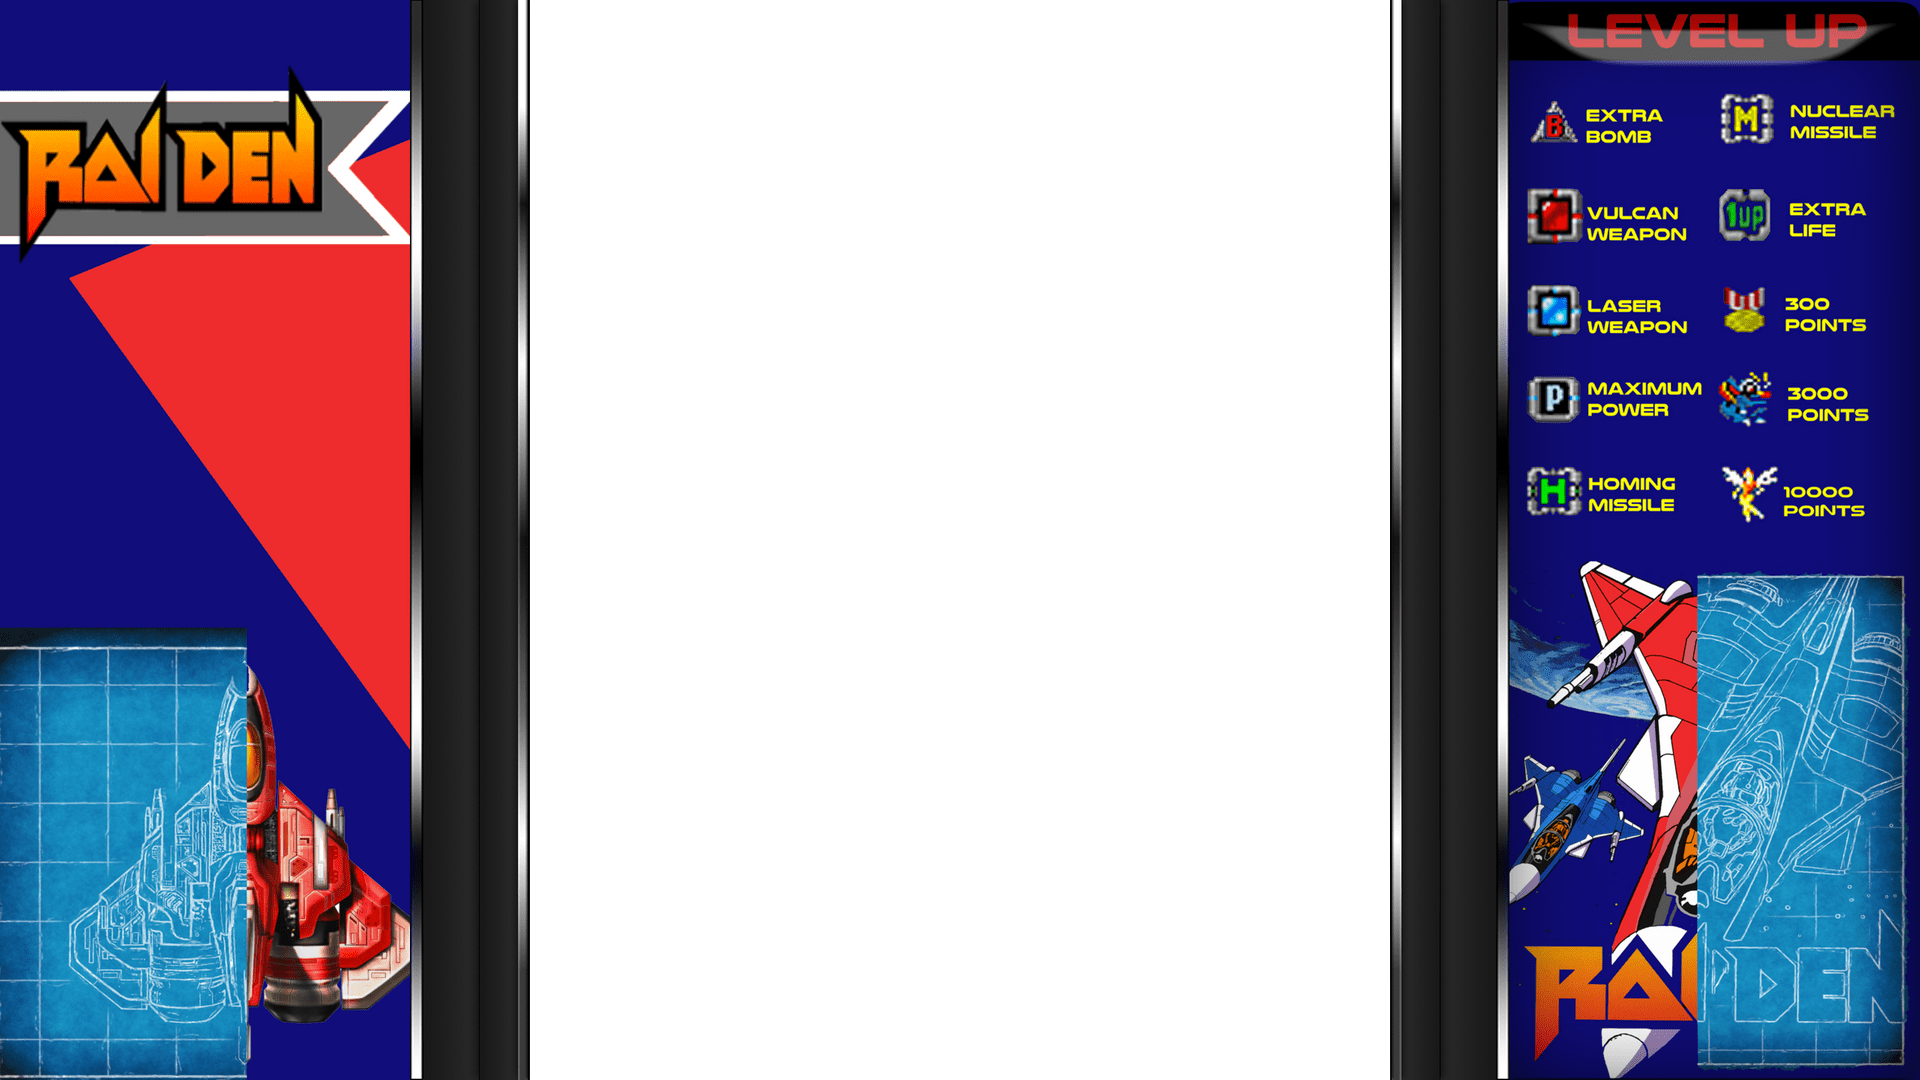 RAIDEN
LEVEL UP
B
EXTRA
BOMB
M
NUCLEAR
MISSILE
VULCAN
WEAPON
1UP
EXTRA
LIFE
LASER
WEAPON
300
POINTS
P
MAXIMUM
POWER
3000
POINTS
H
HOMING
MISSILE
10000
POINTS
RAIDEN